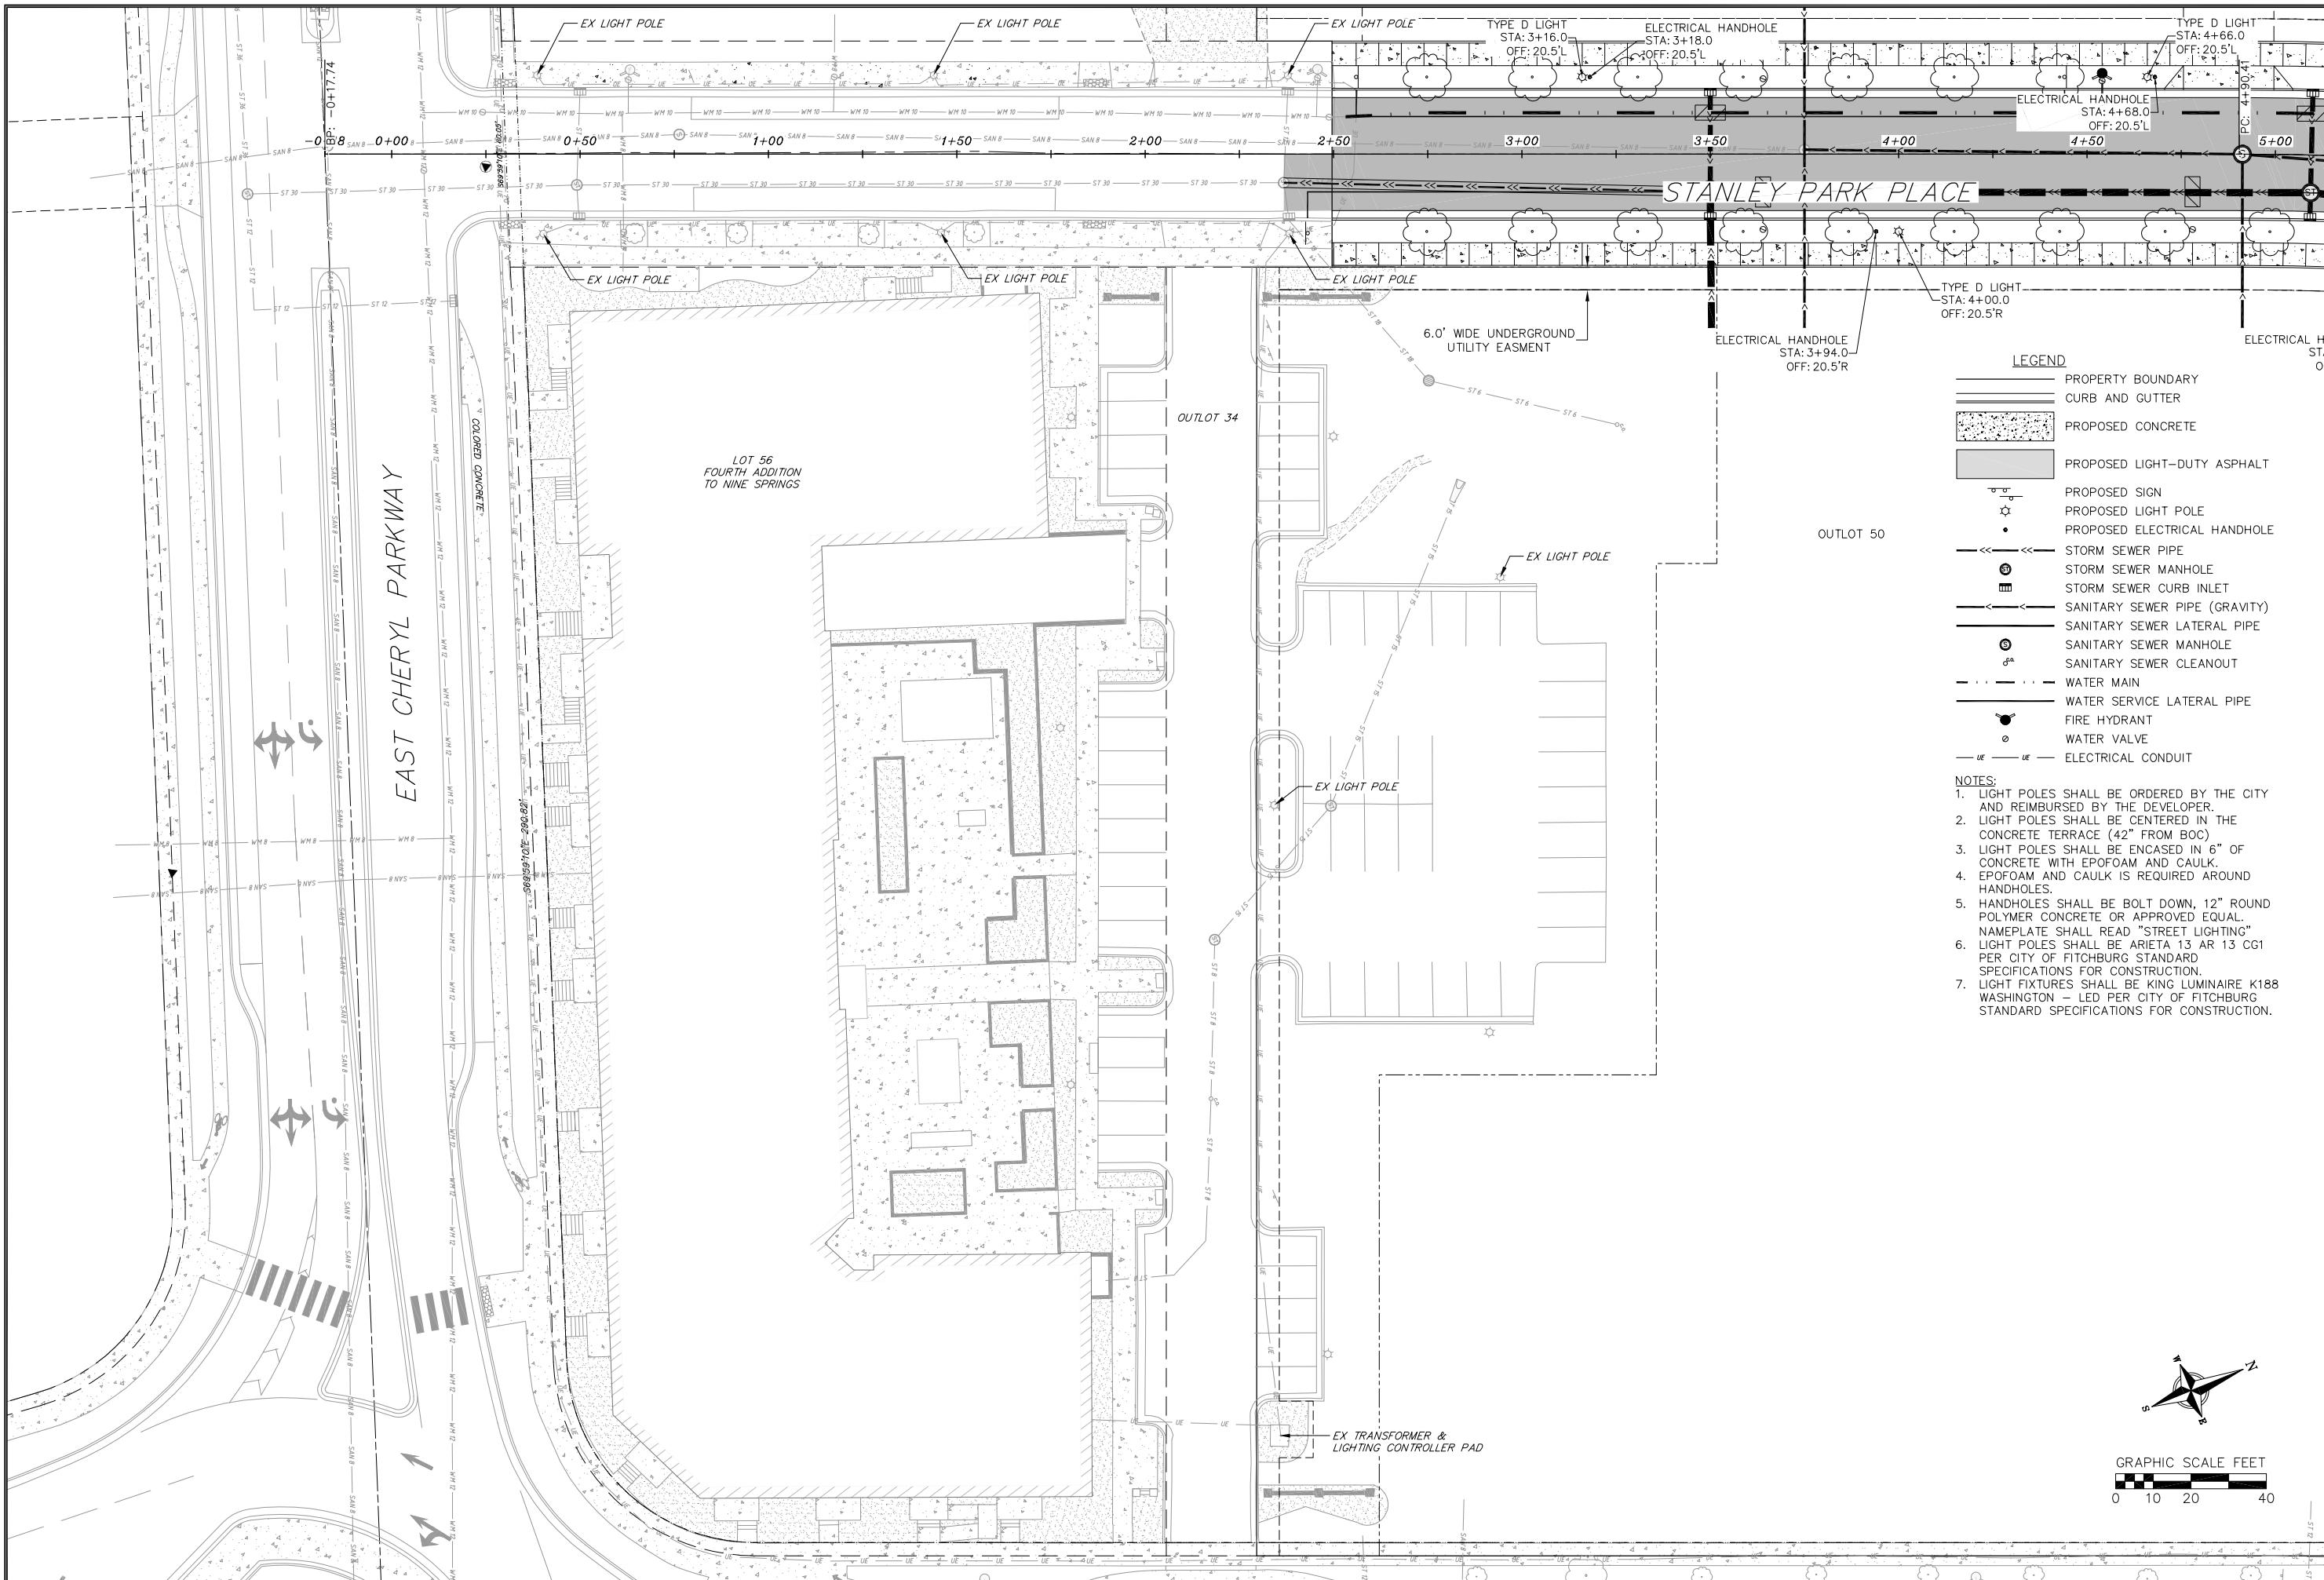 EX LIGHT POLE
EX LIGHT POLE
EX LIGHT POLE
TYPE D LIGHT
STA: 3+16.0
OFF: 20.5'L
ELECTRICAL HANDHOLE
STA: 3+18.0
OFF: 20.5'L
TYPE D LIGHT
STA: 4+66.0
OFF: 20.5'L
ELECTRICAL HANDHOLE
STA: 4+68.0
OFF: 20.5'L
BP: -0+17.74
PC: 4+90.41
0+00
0+50
1+00
1+50
2+00
2+50
3+00
3+50
4+00
4+50
5+00
STANLEY PARK PLACE
EX LIGHT POLE
EX LIGHT POLE
EX LIGHT POLE
6.0' WIDE UNDERGROUND
UTILITY EASMENT
TYPE D LIGHT
STA: 4+00.0
OFF: 20.5'R
ELECTRICAL HANDHOLE
STA: 3+94.0
OFF: 20.5'R
ELECTRICAL
EAST CHERYL PARKWAY
COLORED CONCRETE
S69°59'10"E 290.82'
LOT 56
FOURTH ADDITION
TO NINE SPRINGS
OUTLOT 34
OUTLOT 50
EX LIGHT POLE
EX LIGHT POLE
EX TRANSFORMER &
LIGHTING CONTROLLER PAD
LEGEND
PROPERTY BOUNDARY
CURB AND GUTTER
PROPOSED CONCRETE
PROPOSED LIGHT-DUTY ASPHALT
PROPOSED SIGN
PROPOSED LIGHT POLE
PROPOSED ELECTRICAL HANDHOLE
STORM SEWER PIPE
STORM SEWER MANHOLE
STORM SEWER CURB INLET
SANITARY SEWER PIPE (GRAVITY)
SANITARY SEWER LATERAL PIPE
SANITARY SEWER MANHOLE
SANITARY SEWER CLEANOUT
WATER MAIN
WATER SERVICE LATERAL PIPE
FIRE HYDRANT
WATER VALVE
UE UE ELECTRICAL CONDUIT
NOTES:
1. LIGHT POLES SHALL BE ORDERED BY THE CITY
AND REIMBURSED BY THE DEVELOPER.
2. LIGHT POLES SHALL BE CENTERED IN THE
CONCRETE TERRACE (42" FROM BOC)
3. LIGHT POLES SHALL BE ENCASED IN 6" OF
CONCRETE WITH EPOFOAM AND CAULK.
4. EPOFOAM AND CAULK IS REQUIRED AROUND
HANDHOLES.
5. HANDHOLES SHALL BE BOLT DOWN, 12" ROUND
POLYMER CONCRETE OR APPROVED EQUAL.
NAMEPLATE SHALL READ "STREET LIGHTING"
6. LIGHT POLES SHALL BE ARIETA 13 AR 13 CG1
PER CITY OF FITCHBURG STANDARD
SPECIFICATIONS FOR CONSTRUCTION.
7. LIGHT FIXTURES SHALL BE KING LUMINAIRE K188
WASHINGTON – LED PER CITY OF FITCHBURG
STANDARD SPECIFICATIONS FOR CONSTRUCTION.
W
N
S
E
GRAPHIC SCALE FEET
0 10 20 40